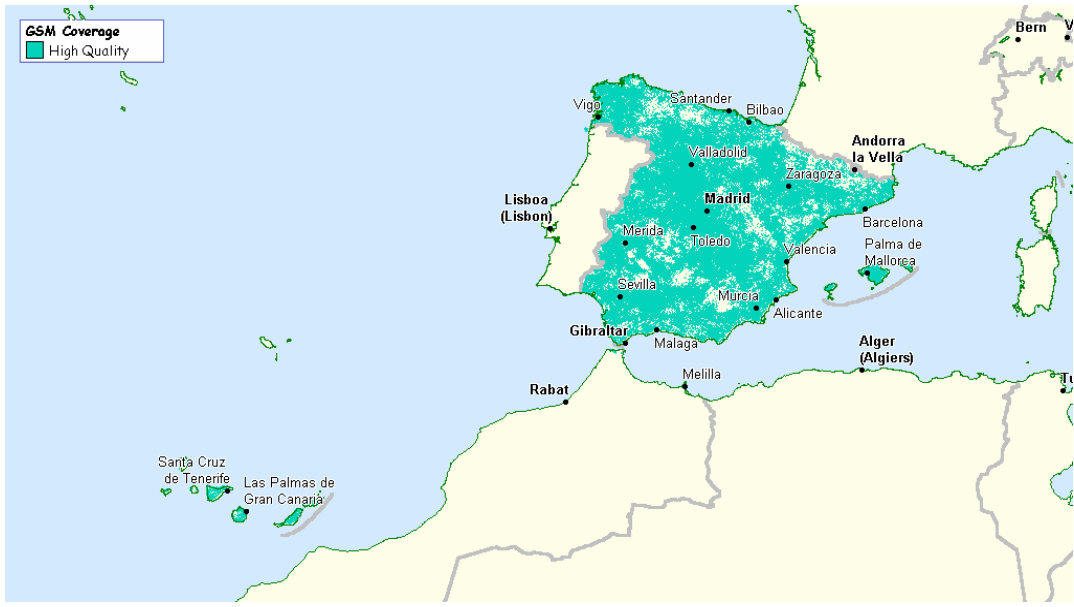 GSM Coverage
High Quality
Bern
V
Santander
Vigo
Bilbao
Andorra
la Vella
Valladolid
Zaragoza
Lisboa
(Lisbon)
Madrid
Barcelona
Merida
Toledo
Valencia
Palma de
Mallorca
Sevilla
Murcia
Alicante
Gibraltar
Malaga
Alger
(Algiers)
Melilla
Tu
Rabat
Santa Cruz
de Tenerife
Las Palmas de
Gran Canaria